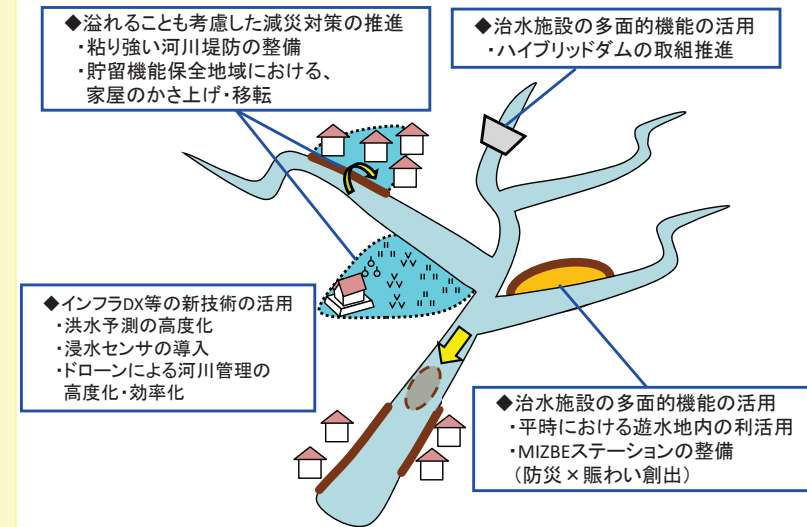 ◆溢れることも考慮した減災対策の推進
・粘り強い河川堤防の整備
・貯留機能保全地域における、
家屋のかさ上げ・移転
◆治水施設の多面的機能の活用
・ハイブリッドダムの取組推進
◆インフラDX等の新技術の活用
・洪水予測の高度化
・浸水センサの導入
・ドローンによる河川管理の
高度化・効率化
◆治水施設の多面的機能の活用
・平時における遊水地内の利活用
・MIZBEステーションの整備
(防災×賑わい創出)